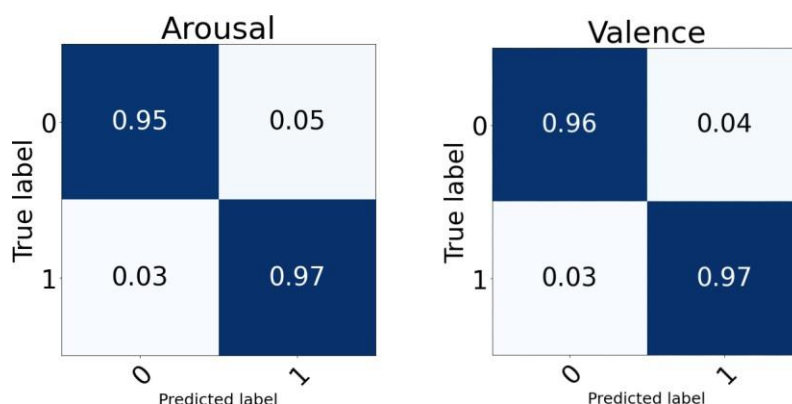 Arousal
True label
0
0.95 0.05
1
0.03 0.97
0 1
Predicted label
Valence
True label
0
0.96 0.04
1
0.03 0.97
0 1
Predicted label